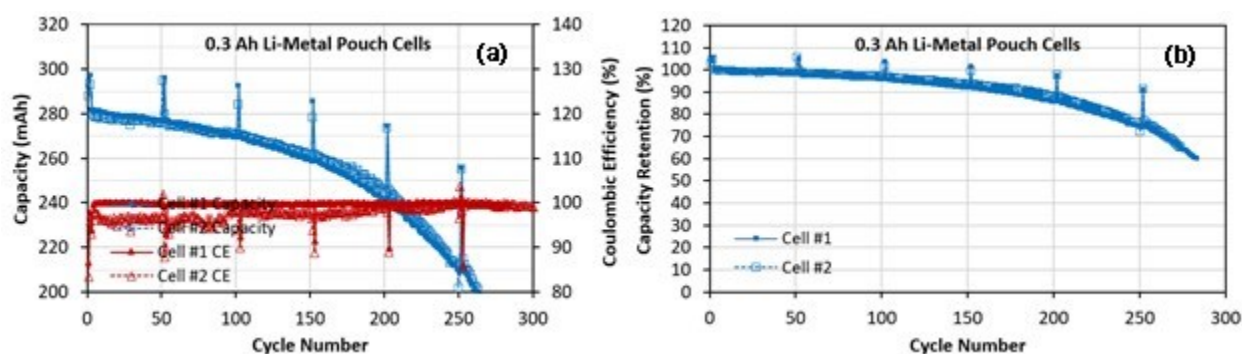 0.3 Ah Li-Metal Pouch Cells
(a)
Capacity (mAh)
320
300
280
260
240
220
200
Coulombic Efficiency (%)
140
130
120
110
100
90
80
Cell #1 Capacity
Cell #2 Capacity
Cell #1 CE
Cell #2 CE
0 50 100 150 200 250 300
Cycle Number
0.3 Ah Li-Metal Pouch Cells
(b)
Capacity Retention (%)
120
110
100
90
80
70
60
50
40
30
20
10
0
Cell #1
Cell #2
0 50 100 150 200 250 300
Cycle Number